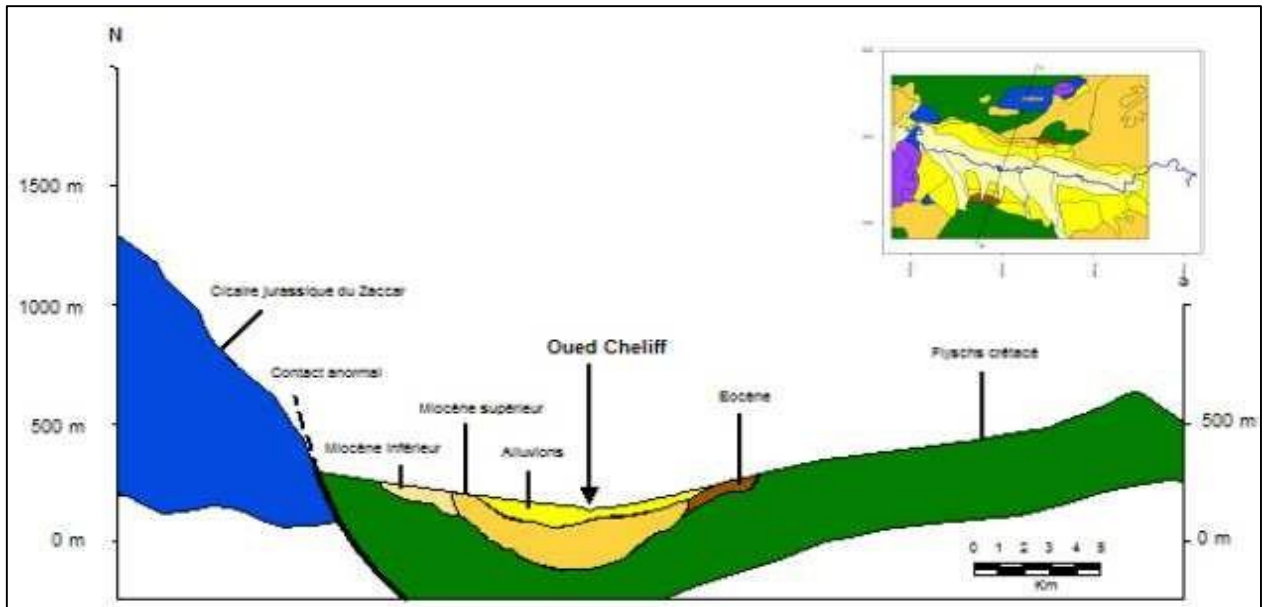 N
1500 m
1000 m
500 m
0 m
Clcaire jurassique du Zaccar
Contact anormal
Miocène Inférieur
Miocène supérieur
Alluvions
Oued Cheliff
Eocène
Flyschs crétacé
S
500 m
0 m
0 1 2 3 4 5
Km